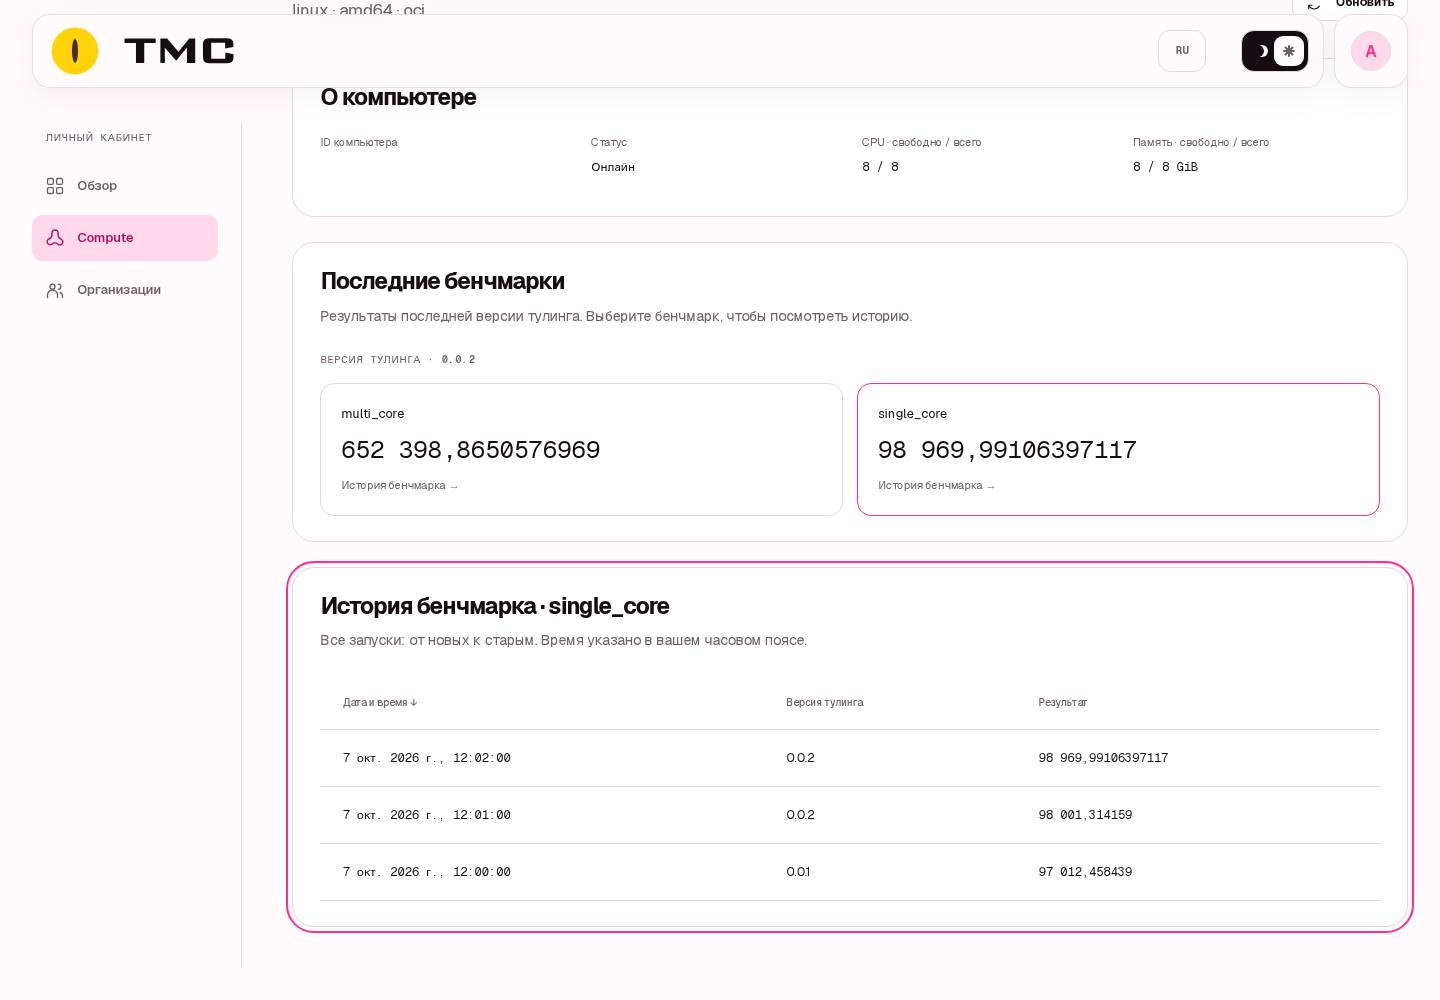 linux · amd64 · oci
Обновить
TMC
RU
A
О компьютере
ЛИЧНЫЙ КАБИНЕТ
Обзор
Compute
Организации
ID компьютера
Статус
Онлайн
CPU · свободно / всего
8 / 8
Память · свободно / всего
8 / 8 GiB
Последние бенчмарки
Результаты последней версии тулинга. Выберите бенчмарк, чтобы посмотреть историю.
ВЕРСИЯ ТУЛИНГА · 0.0.2
multi_core
652 398,8650576969
История бенчмарка →
single_core
98 969,99106397117
История бенчмарка →
История бенчмарка · single_core
Все запуски: от новых к старым. Время указано в вашем часовом поясе.
Дата и время ↓ Версия тулинга Результат
7 окт. 2026 г., 12:02:00 0.0.2 98 969,99106397117
7 окт. 2026 г., 12:01:00 0.0.2 98 001,314159
7 окт. 2026 г., 12:00:00 0.0.1 97 012,458439